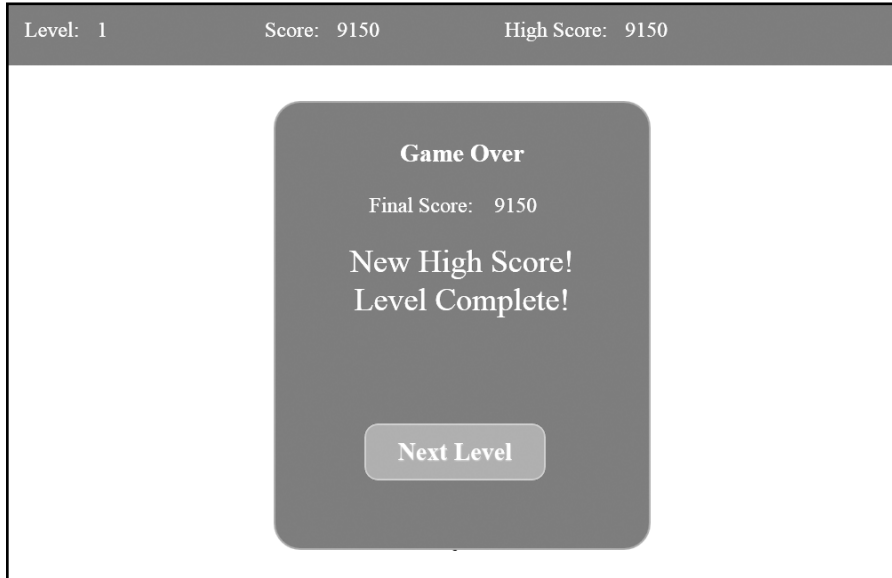 Level: 1 Score: 9150 High Score: 9150
Game Over
Final Score: 9150
New High Score!
Level Complete!
Next Level